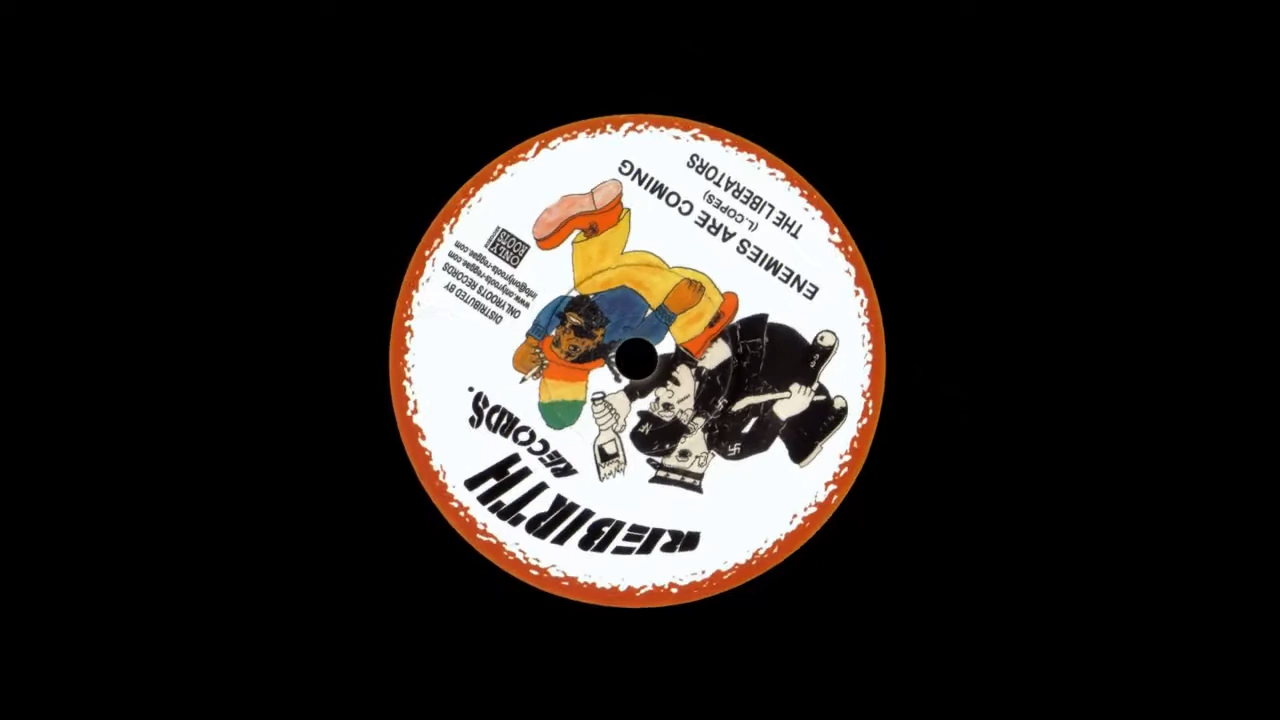 REBIRTH
RECORDS.
DISTRIBUTED BY
ONLYROOTS RECORDS
www.onlyroots-reggae.com
info@onlyroots-reggae.com
ONLY
ROOTS
ENEMIES ARE COMING
(L. COPES)
THE LIBERATORS